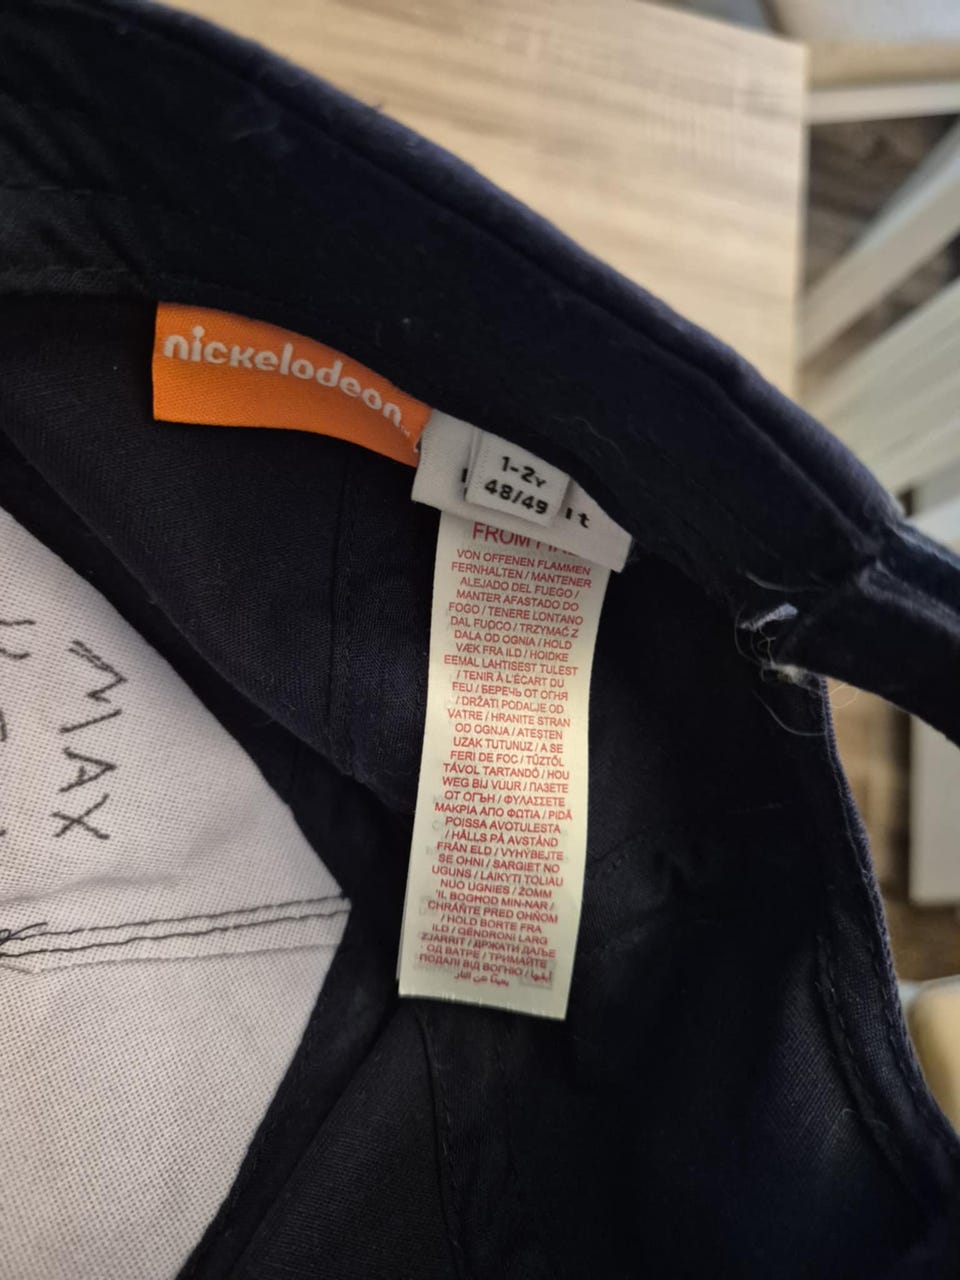 nickelodeon
1-2Y
48/49
it
FROM
VON OFFENEN FLAMMEN
FERNHALTEN / MANTENER
ALEJADO DEL FUEGO /
MANTER AFASTADO DO
FOGO / TENERE LONTANO
DAL FUOCO / TRZYMAĆ Z
DALA OD OGNIA / HOLD
VÆK FRA ILD / HOIDKE
EEMAL LAHTISEST TULEST
/ TENIR À L'ÉCART DU
FEU / БЕРЕЧЬ ОТ ОГНЯ
/ DRŽATI PODALJE OD
VATRE / HRANITE STRAN
OD OGNJA / ATEŞTEN
UZAK TUTUNUZ / A SE
FERI DE FOC / TŰZTŐL
TÁVOL TARTANDÓ / HOU
WEG BIJ VUUR / ПАЗЕТЕ
ОТ ОГЪН / ΦΥΛΑΣΣΕΤΕ
ΜΑΚΡΙΑ ΑΠΟ ΦΩΤΙΑ / PIDÄ
POISSA AVOTULESTA
/ HÅLLS PÅ AVSTÅND
FRÅN ELD / VYHÝBEJTE
SE OHNI / SARGIET NO
UGUNS / LAIKYTI TOLIAU
NUO UGNIES / ŻOMM
'IL BOGĦOD MIN-NAR /
CHRÁŇTE PRED OHŇOM
/ HOLD BORTE FRA
ILD / QËNDRONI LARG
ZJARRIT / ДРЖАТИ ДАЉЕ
ОД ВАТРЕ / ТРИМАЙТЕ
ПОДАЛІ ВІД ВОГНЮ /
MAX